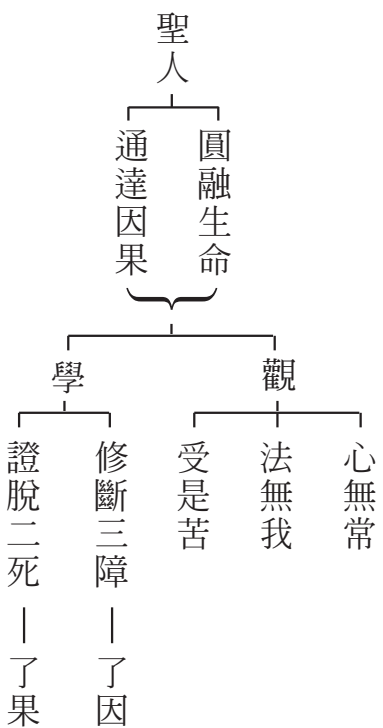 聖人
圓融生命
通達因果
觀
心無常
法無我
受是苦
學
修斷三障｜了因
證脫二死｜了果